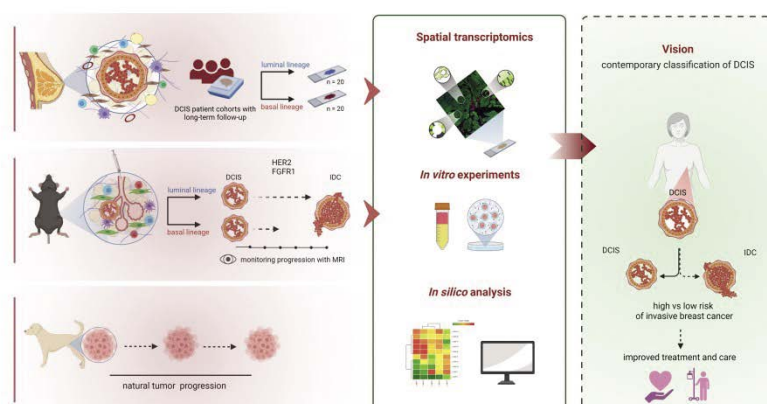 luminal lineage
n = 20
DCIS patient cohorts with
long-term follow-up
basal lineage
n = 20
HER2
FGFR1
DCIS
IDC
luminal lineage
basal lineage
monitoring progression with MRI
natural tumor progression
Spatial transcriptomics
In vitro experiments
In silico analysis
Vision
contemporary classification of DCIS
DCIS
DCIS
IDC
high vs low risk
of invasive breast cancer
improved treatment and care